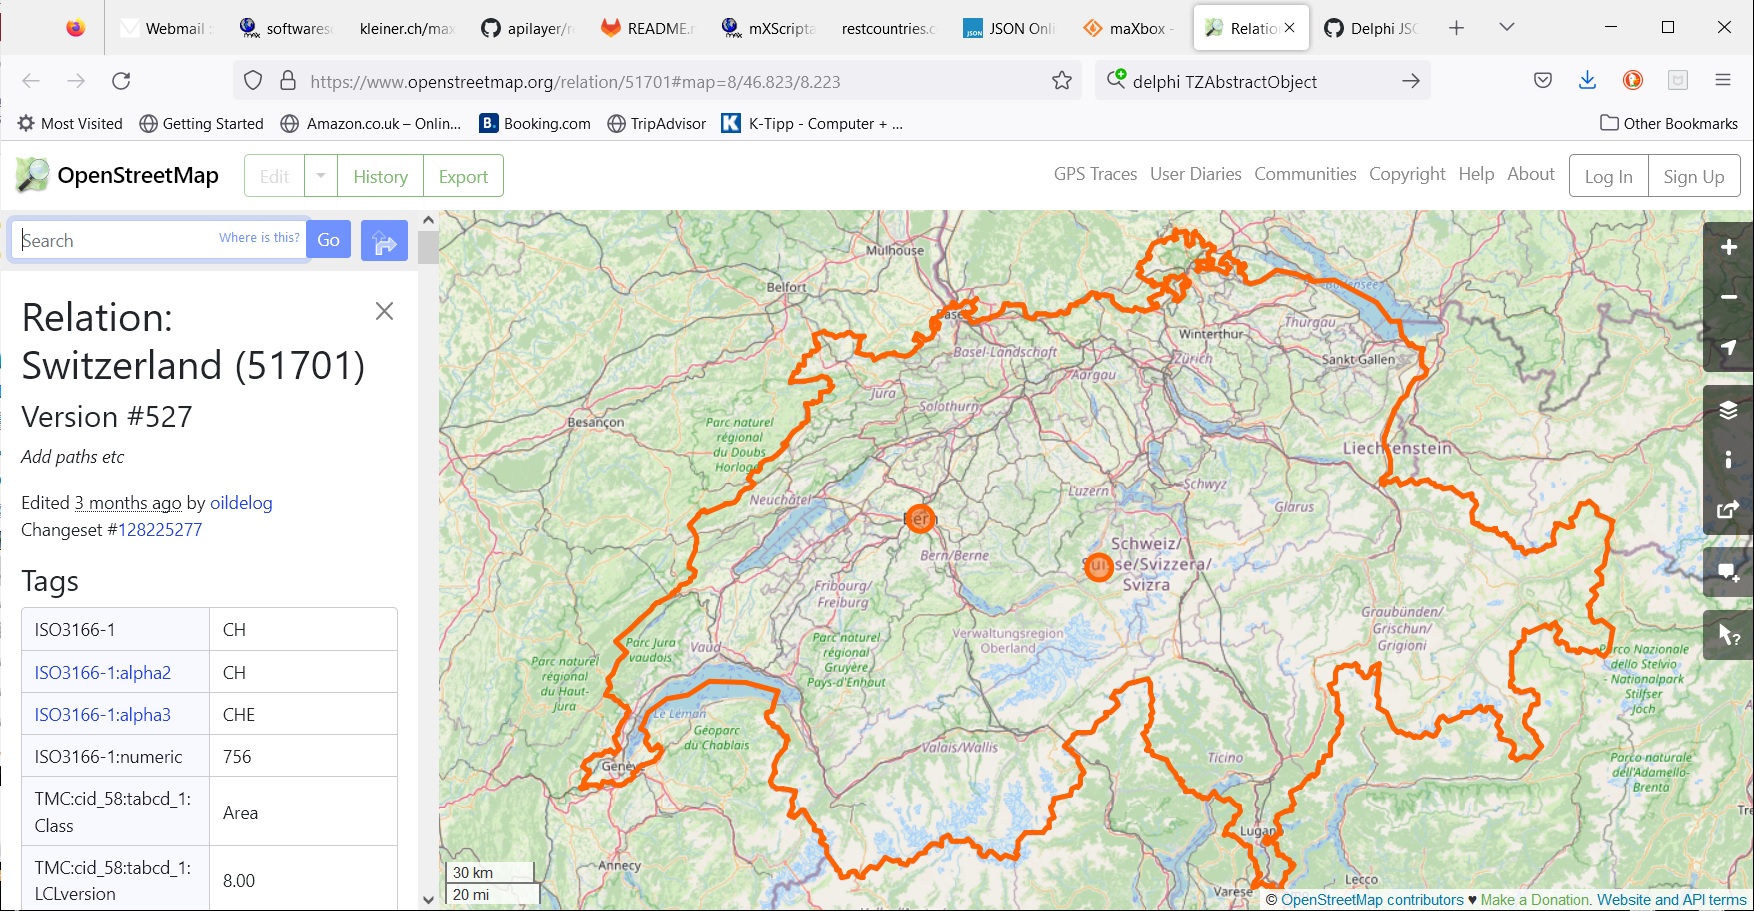 Webmail :
softwares
kleiner.ch/max
apilayer/r
README.r
mXScripta
restcountries.c
JSON Onli
maXbox -
Relatio
Delphi JSO
https://www.openstreetmap.org/relation/51701#map=8/46.823/8.223
delphi TZAbstractObject
Most Visited
Getting Started
Amazon.co.uk – Onlin...
Booking.com
TripAdvisor
K-Tipp - Computer + ...
Other Bookmarks
OpenStreetMap
Edit
History
Export
GPS Traces
User Diaries
Communities
Copyright
Help
About
Log In
Sign Up
Search
Where is this?
Go
Relation:
Switzerland (51701)
Version #527
Add paths etc
Edited 3 months ago by oildelog
Changeset #128225277
Tags
ISO3166-1 CH
ISO3166-1:alpha2 CH
ISO3166-1:alpha3 CHE
ISO3166-1:numeric 756
TMC:cid_58:tabcd_1:
Class
Area
TMC:cid_58:tabcd_1:
LCLversion
8.00
Mulhouse
Belfort
Basel
Winterthur
Thurgau
Sankt Gallen
Basel-Landschaft
Zürich
Aargau
Jura
Solothurn
Besançon
Parc naturel
régional
du Doubs
Horloger
Liechtenstein
Neuchâtel
Luzern
Schwyz
Glarus
Bern
Bern/Berne
Schweiz/
Suisse/Svizzera/
Svizra
Fribourg/
Freiburg
Graubünden/
Grischun/
Grigioni
Verwaltungsregion
Oberland
Parc Jura
vaudois
Vaud
Parc naturel
régional
Gruyère
Pays-d'Enhaut
Parc naturel
régional
du Haut-
Jura
Parco Nazionale
dello Stelvio
- Nationalpark
Stilfser
Joch
Le Léman
Géoparc
du Chablais
Valais/Wallis
Ticino
Genève
Parco naturale
dell'Adamello-
Brenta
Lugano
Annecy
Varese
Lecco
30 km
20 mi
© OpenStreetMap contributors ♥ Make a Donation. Website and API terms